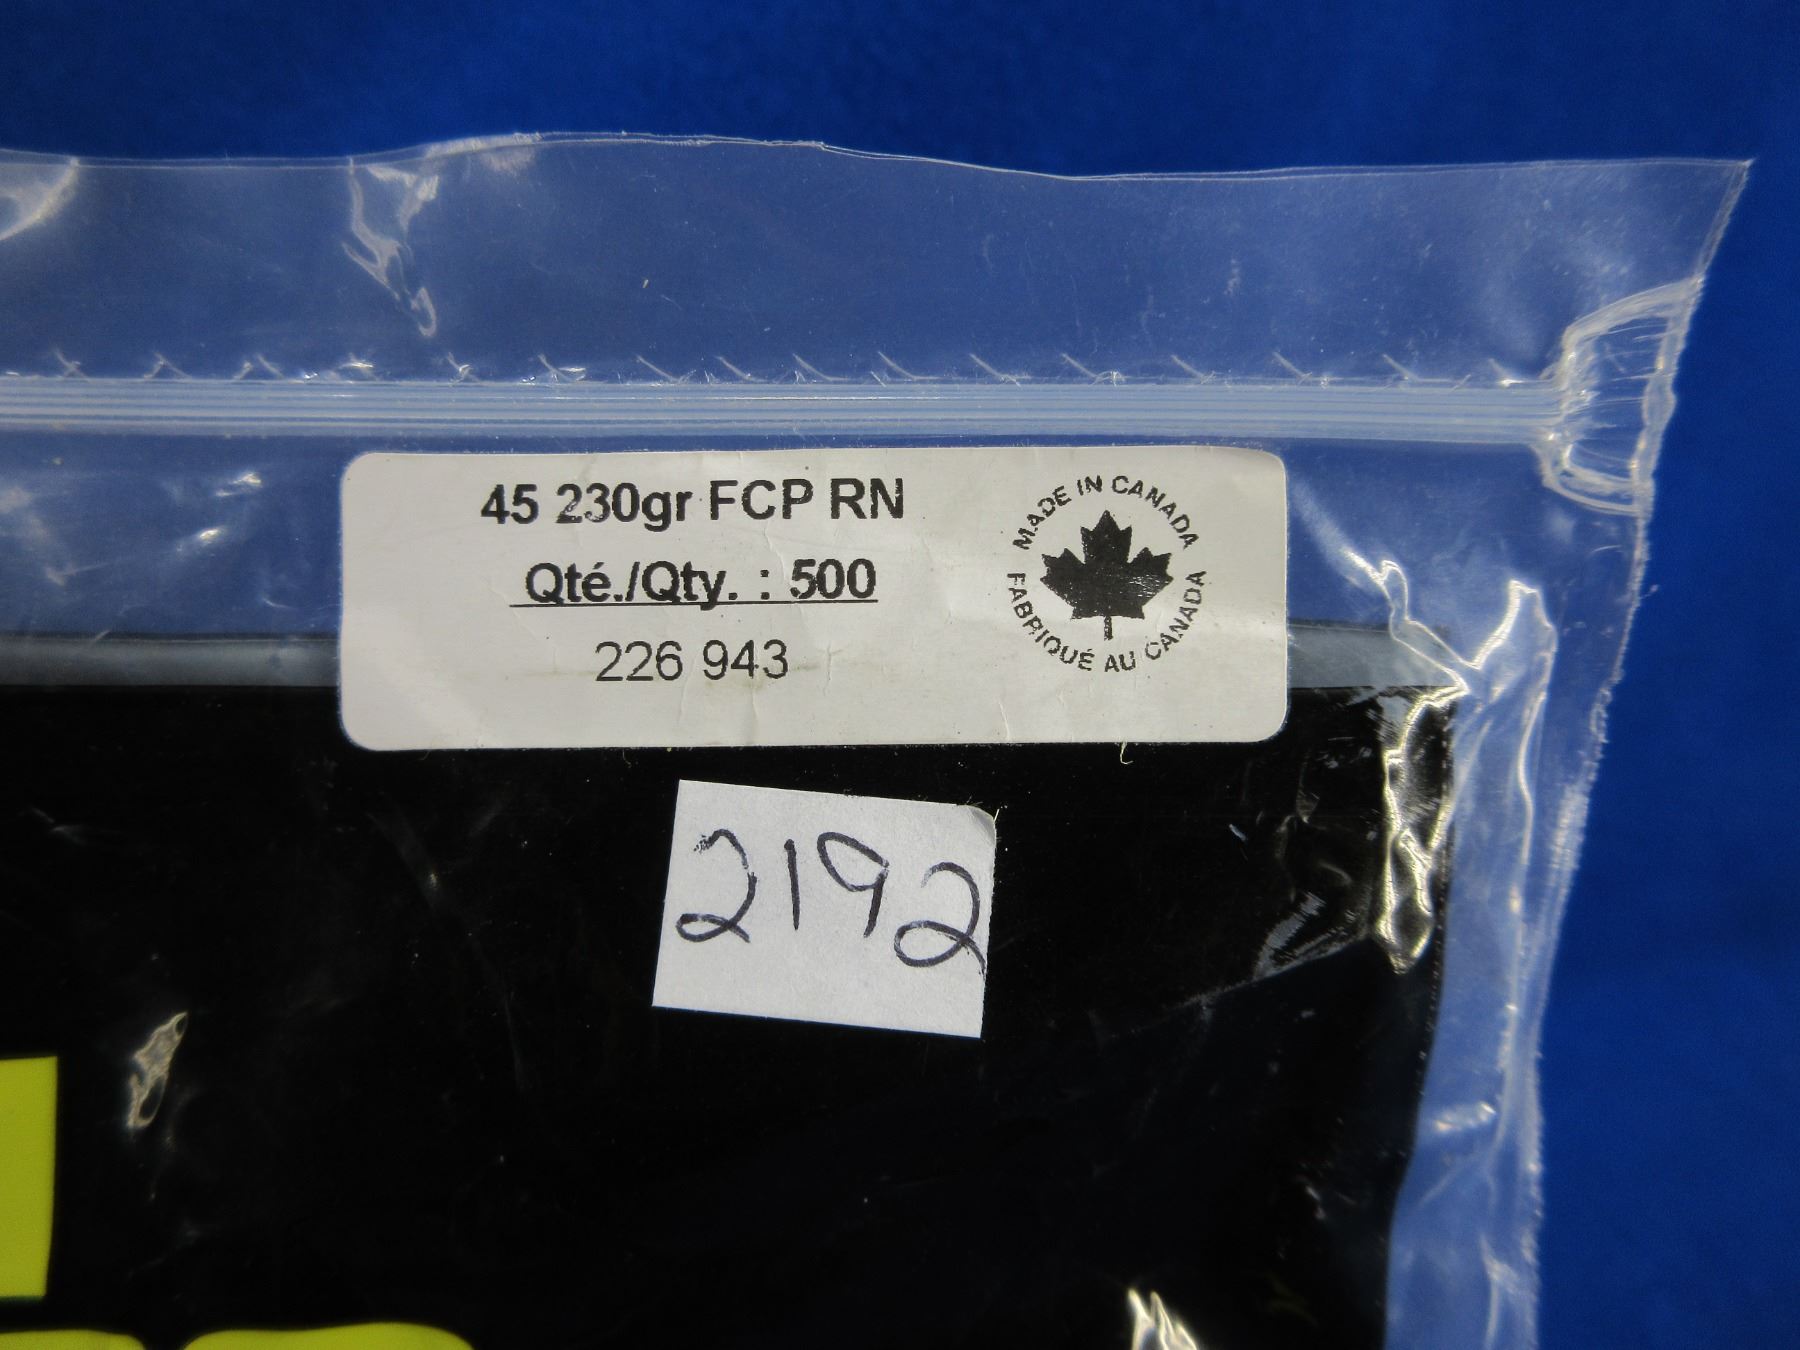 45 230gr FCP RN
Qté./Qty. : 500
226 943
MADE IN CANADA
FABRIQUÉ AU CANADA
2192